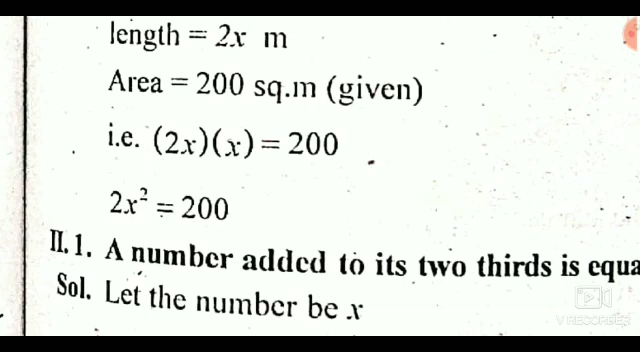 length = 2x m
Area = 200 sq.m (given)
i.e. (2x)(x) = 200
2x² = 200
II. 1. A number added to its two thirds is equa
Sol. Let the number be x
V RECORDER